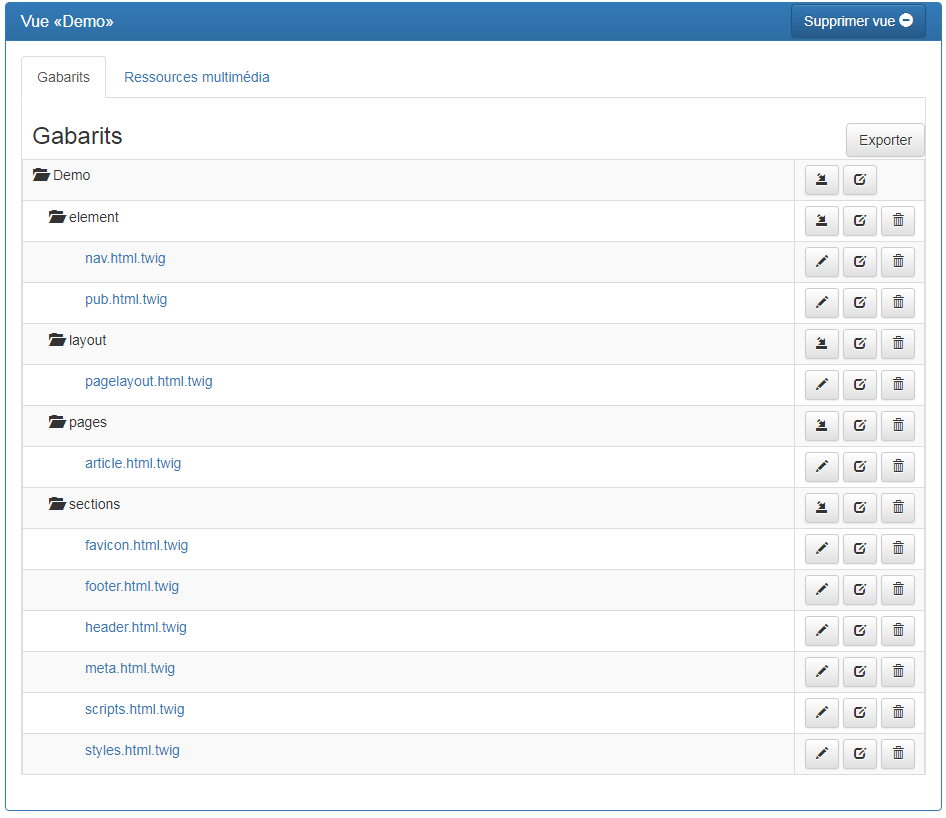 Vue «Demo»
Supprimer vue
Gabarits
Ressources multimédia
Gabarits
Exporter
Demo
element
nav.html.twig
pub.html.twig
layout
pagelayout.html.twig
pages
article.html.twig
sections
favicon.html.twig
footer.html.twig
header.html.twig
meta.html.twig
scripts.html.twig
styles.html.twig